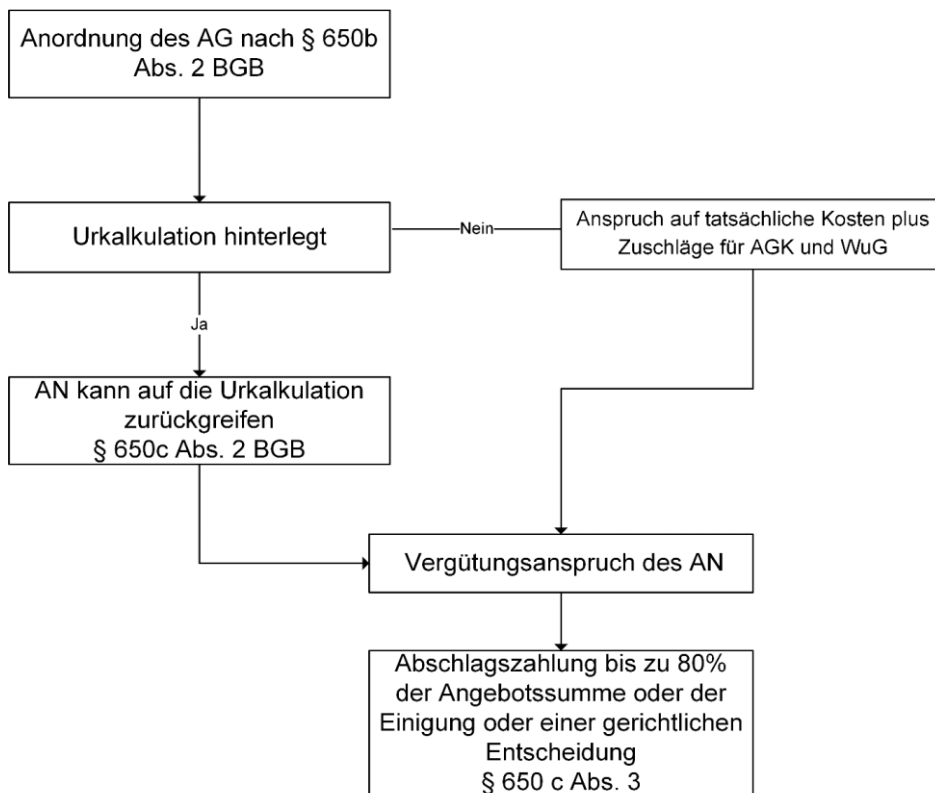 Anordnung des AG nach § 650b
Abs. 2 BGB
Urkalkulation hinterlegt
Nein
Anspruch auf tatsächliche Kosten plus
Zuschläge für AGK und WuG
Ja
AN kann auf die Urkalkulation
zurückgreifen
§ 650c Abs. 2 BGB
Vergütungsanspruch des AN
Abschlagszahlung bis zu 80%
der Angebotssumme oder der
Einigung oder einer gerichtlichen
Entscheidung
§ 650 c Abs. 3